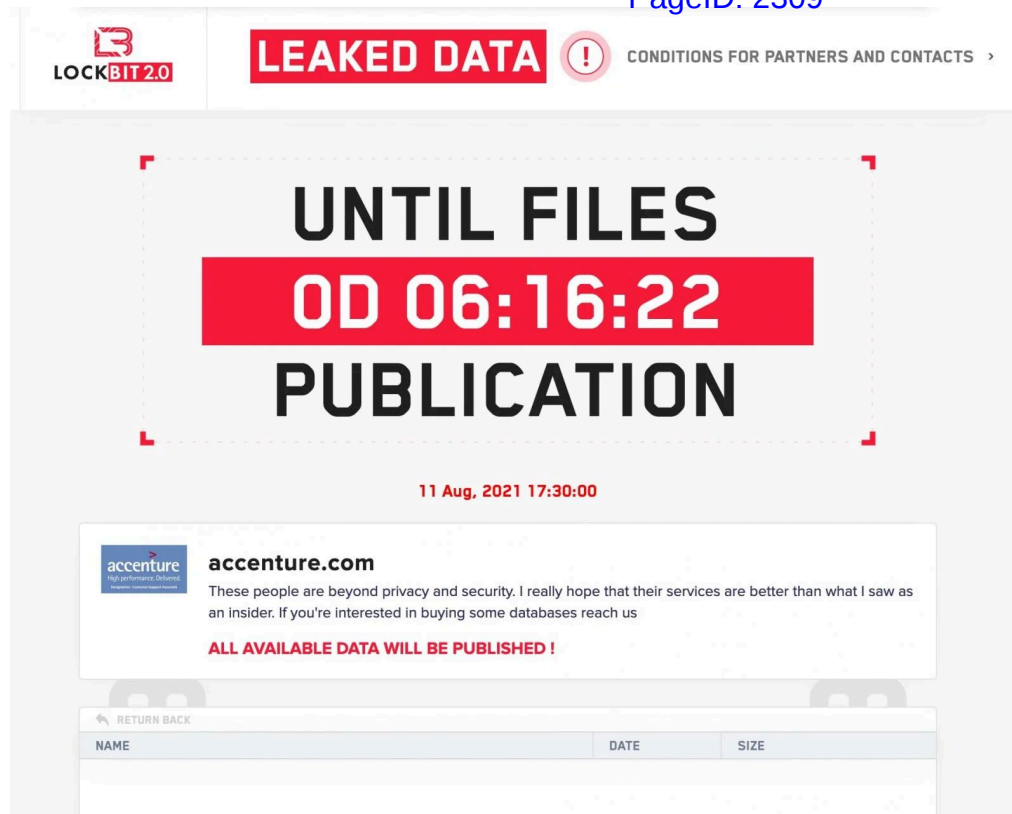 PageID: 2309
LOCKBIT 2.0
LEAKED DATA
!
CONDITIONS FOR PARTNERS AND CONTACTS >
UNTIL FILES
0D 06:16:22
PUBLICATION
11 Aug, 2021 17:30:00
accenture
High performance. Delivered.
accenture.com
These people are beyond privacy and security. I really hope that their services are better than what I saw as
an insider. If you're interested in buying some databases reach us
ALL AVAILABLE DATA WILL BE PUBLISHED !
RETURN BACK
NAME DATE SIZE